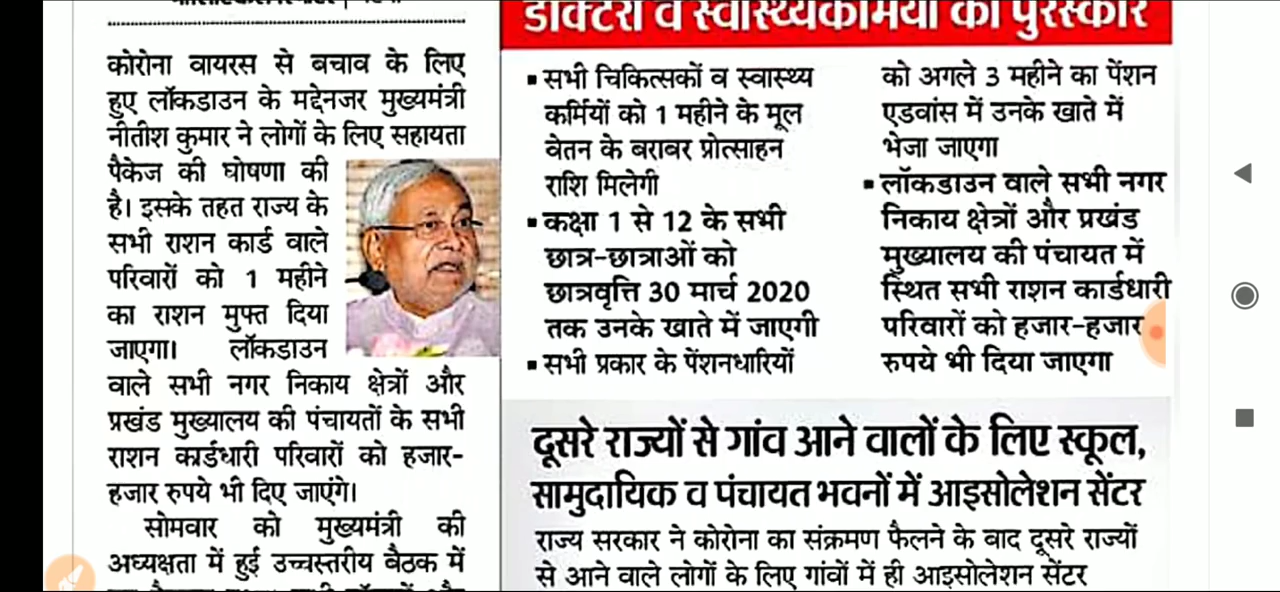 कोरोना वायरस से बचाव के लिए
हुए लॉकडाउन के मद्देनजर मुख्यमंत्री
नीतीश कुमार ने लोगों के लिए सहायता
पैकेज की घोषणा की
है। इसके तहत राज्य के
सभी राशन कार्ड वाले
परिवारों को 1 महीने
का राशन मुफ्त दिया
जाएगा। लॉकडाउन
वाले सभी नगर निकाय क्षेत्रों और
प्रखंड मुख्यालय की पंचायतों के सभी
राशन कार्डधारी परिवारों को हजार-
हजार रुपये भी दिए जाएंगे।
सोमवार को मुख्यमंत्री की
अध्यक्षता में हुई उच्चस्तरीय बैठक में
डॉक्टरों व स्वास्थ्यकर्मियों को पुरस्कार
▪ सभी चिकित्सकों व स्वास्थ्य
कर्मियों को 1 महीने के मूल
वेतन के बराबर प्रोत्साहन
राशि मिलेगी
▪ कक्षा 1 से 12 के सभी
छात्र-छात्राओं को
छात्रवृत्ति 30 मार्च 2020
तक उनके खाते में जाएगी
▪ सभी प्रकार के पेंशनधारियों
को अगले 3 महीने का पेंशन
एडवांस में उनके खाते में
भेजा जाएगा
▪ लॉकडाउन वाले सभी नगर
निकाय क्षेत्रों और प्रखंड
मुख्यालय की पंचायत में
स्थित सभी राशन कार्डधारी
परिवारों को हजार-हजार
रुपये भी दिया जाएगा
दूसरे राज्यों से गांव आने वालों के लिए स्कूल,
सामुदायिक व पंचायत भवनों में आइसोलेशन सेंटर
राज्य सरकार ने कोरोना का संक्रमण फैलने के बाद दूसरे राज्यों
से आने वाले लोगों के लिए गांवों में ही आइसोलेशन सेंटर